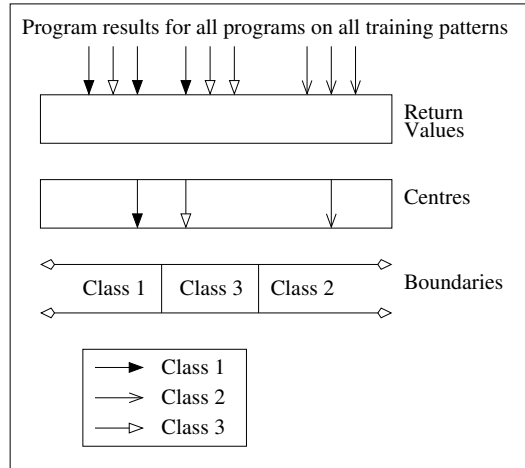 Program results for all programs on all training patterns
Return
Values
Centres
Class 1 Class 3 Class 2
Boundaries
Class 1
Class 2
Class 3